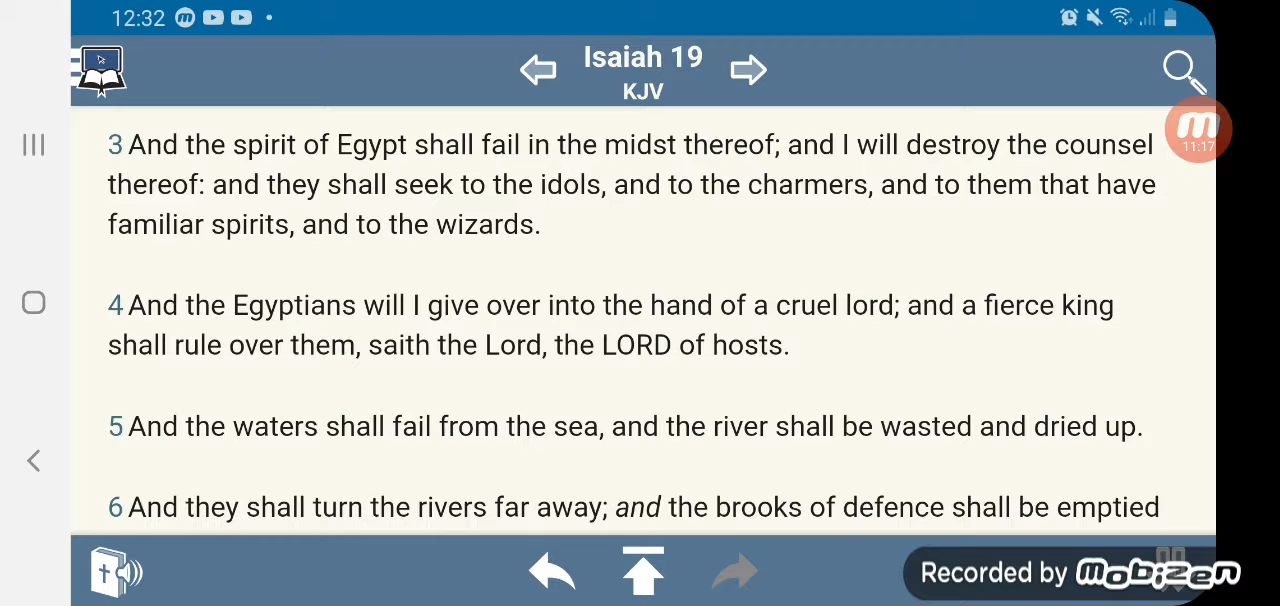 12:32
Isaiah 19
KJV
11:17
3 And the spirit of Egypt shall fail in the midst thereof; and I will destroy the counsel
thereof: and they shall seek to the idols, and to the charmers, and to them that have
familiar spirits, and to the wizards.
4 And the Egyptians will I give over into the hand of a cruel lord; and a fierce king
shall rule over them, saith the Lord, the LORD of hosts.
5 And the waters shall fail from the sea, and the river shall be wasted and dried up.
6 And they shall turn the rivers far away; and the brooks of defence shall be emptied
Recorded by mobizen